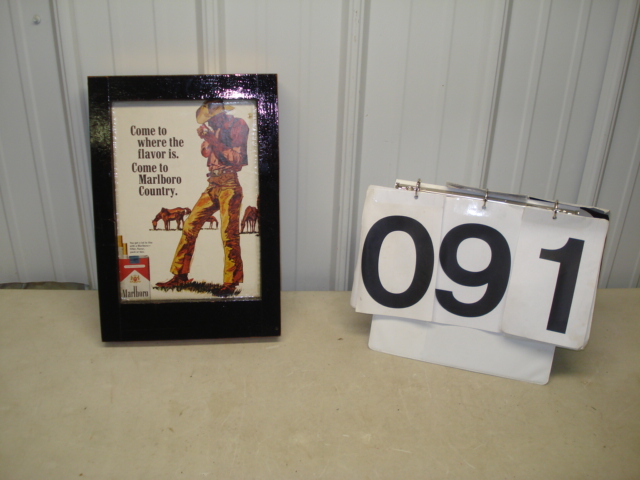 Come to
where the
flavor is.
Come to
Marlboro
Country.
Marlboro
091